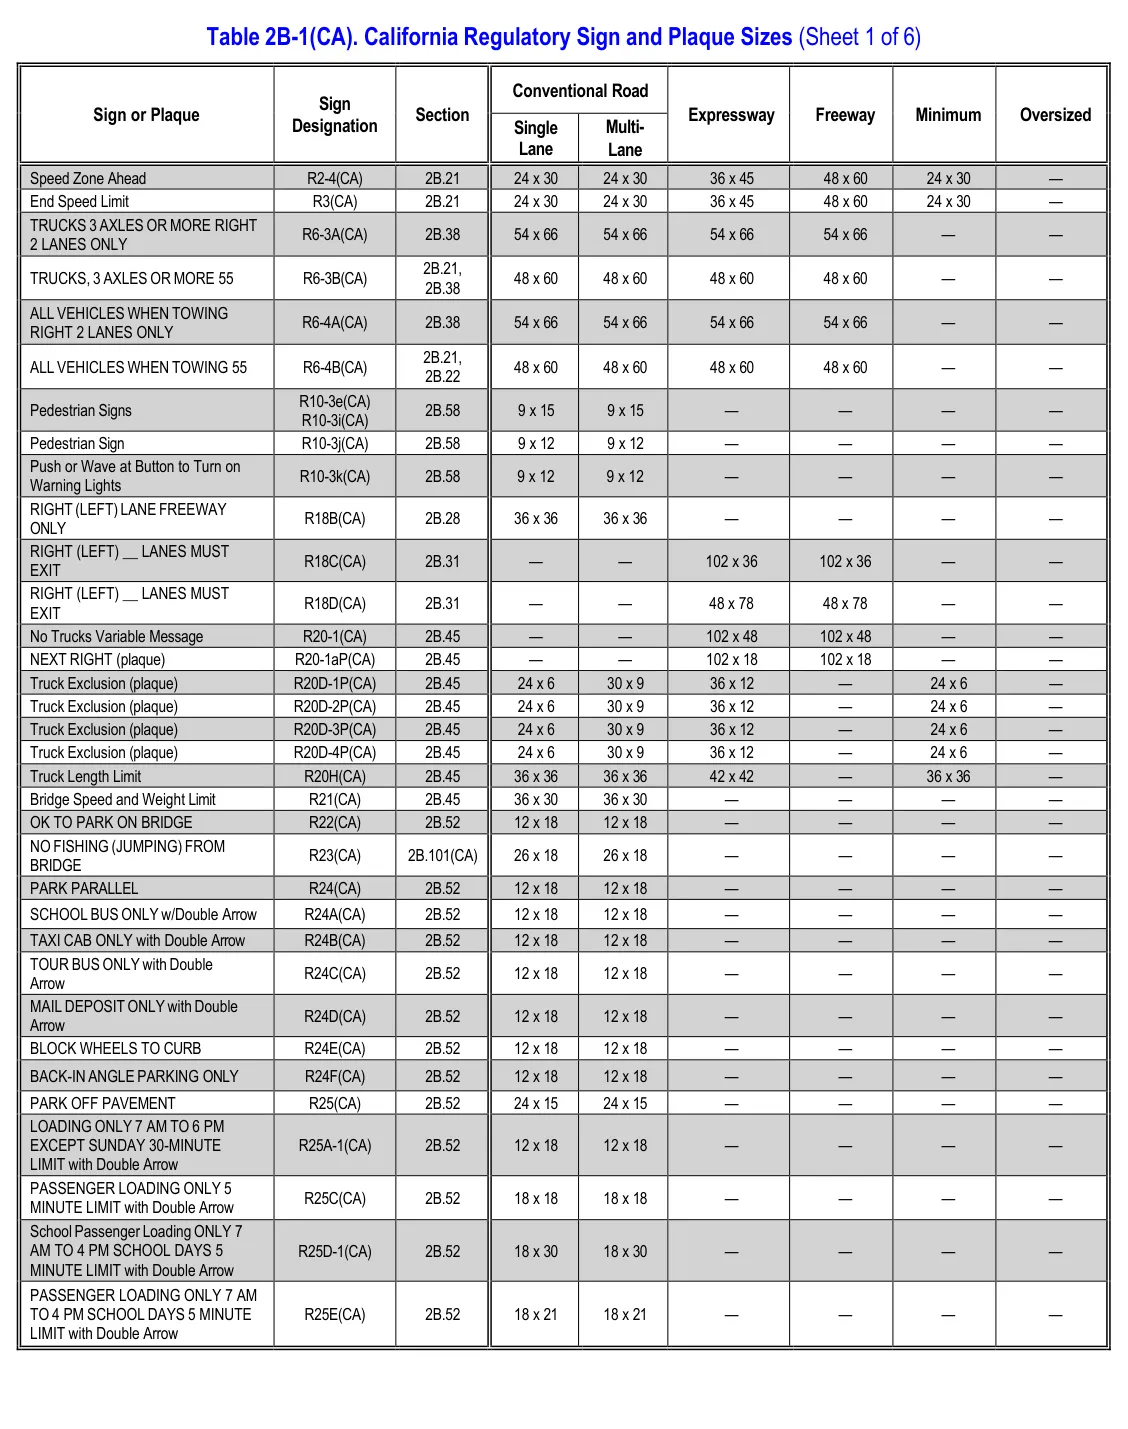 Table 2B-1(CA). California Regulatory Sign and Plaque Sizes (Sheet 1 of 6)
Sign or Plaque Sign Designation Section Conventional Road Single Lane Multi-Lane Expressway Freeway Minimum Oversized
Speed Zone Ahead R2-4(CA) 2B.21 24 x 30 24 x 30 36 x 45 48 x 60 24 x 30 —
End Speed Limit R3(CA) 2B.21 24 x 30 24 x 30 36 x 45 48 x 60 24 x 30 —
TRUCKS 3 AXLES OR MORE RIGHT 2 LANES ONLY R6-3A(CA) 2B.38 54 x 66 54 x 66 54 x 66 54 x 66 — —
TRUCKS, 3 AXLES OR MORE 55 R6-3B(CA) 2B.21, 2B.38 48 x 60 48 x 60 48 x 60 48 x 60 — —
ALL VEHICLES WHEN TOWING RIGHT 2 LANES ONLY R6-4A(CA) 2B.38 54 x 66 54 x 66 54 x 66 54 x 66 — —
ALL VEHICLES WHEN TOWING 55 R6-4B(CA) 2B.21, 2B.22 48 x 60 48 x 60 48 x 60 48 x 60 — —
Pedestrian Signs R10-3e(CA) R10-3i(CA) 2B.58 9 x 15 9 x 15 — — — —
Pedestrian Sign R10-3j(CA) 2B.58 9 x 12 9 x 12 — — — —
Push or Wave at Button to Turn on Warning Lights R10-3k(CA) 2B.58 9 x 12 9 x 12 — — — —
RIGHT (LEFT) LANE FREEWAY ONLY R18B(CA) 2B.28 36 x 36 36 x 36 — — — —
RIGHT (LEFT) __ LANES MUST EXIT R18C(CA) 2B.31 — — 102 x 36 102 x 36 — —
RIGHT (LEFT) __ LANES MUST EXIT R18D(CA) 2B.31 — — 48 x 78 48 x 78 — —
No Trucks Variable Message R20-1(CA) 2B.45 — — 102 x 48 102 x 48 — —
NEXT RIGHT (plaque) R20-1aP(CA) 2B.45 — — 102 x 18 102 x 18 — —
Truck Exclusion (plaque) R20D-1P(CA) 2B.45 24 x 6 30 x 9 36 x 12 — 24 x 6 —
Truck Exclusion (plaque) R20D-2P(CA) 2B.45 24 x 6 30 x 9 36 x 12 — 24 x 6 —
Truck Exclusion (plaque) R20D-3P(CA) 2B.45 24 x 6 30 x 9 36 x 12 — 24 x 6 —
Truck Exclusion (plaque) R20D-4P(CA) 2B.45 24 x 6 30 x 9 36 x 12 — 24 x 6 —
Truck Length Limit R20H(CA) 2B.45 36 x 36 36 x 36 42 x 42 — 36 x 36 —
Bridge Speed and Weight Limit R21(CA) 2B.45 36 x 30 36 x 30 — — — —
OK TO PARK ON BRIDGE R22(CA) 2B.52 12 x 18 12 x 18 — — — —
NO FISHING (JUMPING) FROM BRIDGE R23(CA) 2B.101(CA) 26 x 18 26 x 18 — — — —
PARK PARALLEL R24(CA) 2B.52 12 x 18 12 x 18 — — — —
SCHOOL BUS ONLY w/Double Arrow R24A(CA) 2B.52 12 x 18 12 x 18 — — — —
TAXI CAB ONLY with Double Arrow R24B(CA) 2B.52 12 x 18 12 x 18 — — — —
TOUR BUS ONLY with Double Arrow R24C(CA) 2B.52 12 x 18 12 x 18 — — — —
MAIL DEPOSIT ONLY with Double Arrow R24D(CA) 2B.52 12 x 18 12 x 18 — — — —
BLOCK WHEELS TO CURB R24E(CA) 2B.52 12 x 18 12 x 18 — — — —
BACK-IN ANGLE PARKING ONLY R24F(CA) 2B.52 12 x 18 12 x 18 — — — —
PARK OFF PAVEMENT R25(CA) 2B.52 24 x 15 24 x 15 — — — —
LOADING ONLY 7 AM TO 6 PM EXCEPT SUNDAY 30-MINUTE LIMIT with Double Arrow R25A-1(CA) 2B.52 12 x 18 12 x 18 — — — —
PASSENGER LOADING ONLY 5 MINUTE LIMIT with Double Arrow R25C(CA) 2B.52 18 x 18 18 x 18 — — — —
School Passenger Loading ONLY 7 AM TO 4 PM SCHOOL DAYS 5 MINUTE LIMIT with Double Arrow R25D-1(CA) 2B.52 18 x 30 18 x 30 — — — —
PASSENGER LOADING ONLY 7 AM TO 4 PM SCHOOL DAYS 5 MINUTE LIMIT with Double Arrow R25E(CA) 2B.52 18 x 21 18 x 21 — — — —